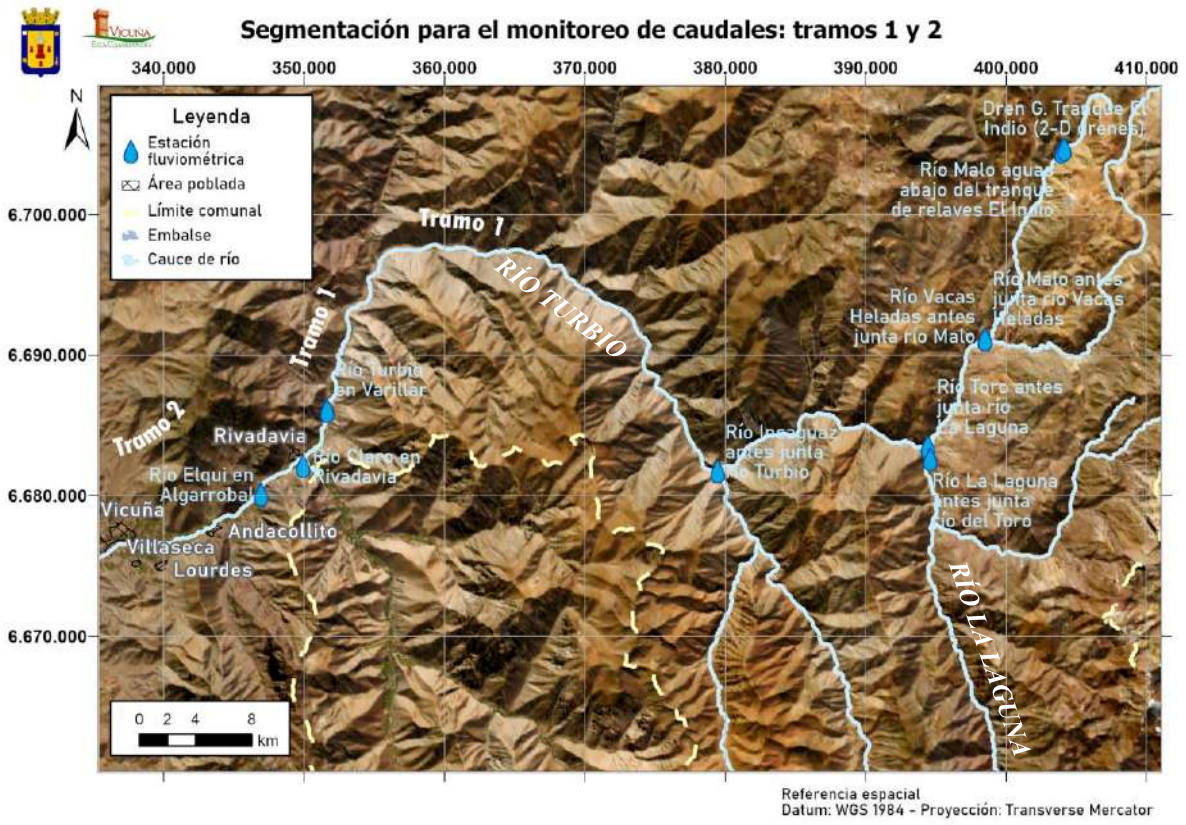 VICUÑA
Segmentación para el monitoreo de caudales: tramos 1 y 2
340.000
350.000
360.000
370.000
380.000
390.000
400.000
410.000
N
Leyenda
Estación
fluviométrica
Área poblada
Límite comunal
Embalse
Cauce de río
6.700.000
6.690.000
6.680.000
6.670.000
Dren G. Tranque El
Indio (2-D drenes)
Río Malo aguas
abajo del tranque
de relaves El Indio
Tramo 1
RÍO TURBIO
Tramo 1
Río Vacas
Heladas antes
junta río Malo
Río Malo antes
junta río Vacas
Heladas
Río Turbio
en Varillar
Río Toro antes
junta río
La Laguna
Tramo 2
Rivadavia
Río Claro en
Rivadavia
Río Elqui en
Algarrobal
Río Incaguaz
antes junta
río Turbio
Río La Laguna
antes junta
río del Toro
Vicuña
Villaseca
Andacollito
Lourdes
RÍO LA LAGUNA
0 2 4 8
km
Referencia espacial
Datum: WGS 1984 - Proyección: Transverse Mercator